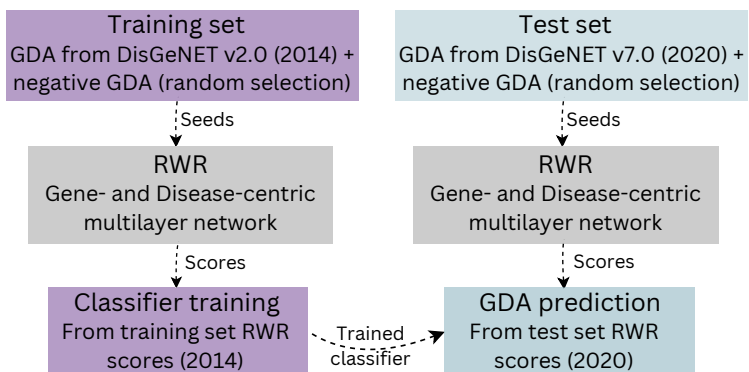 Training set
GDA from DisGeNET v2.0 (2014) +
negative GDA (random selection)
Seeds
RWR
Gene- and Disease-centric
multilayer network
Scores
Classifier training
From training set RWR
scores (2014)
Trained
classifier
Test set
GDA from DisGeNET v7.0 (2020) +
negative GDA (random selection)
Seeds
RWR
Gene- and Disease-centric
multilayer network
Scores
GDA prediction
From test set RWR
scores (2020)